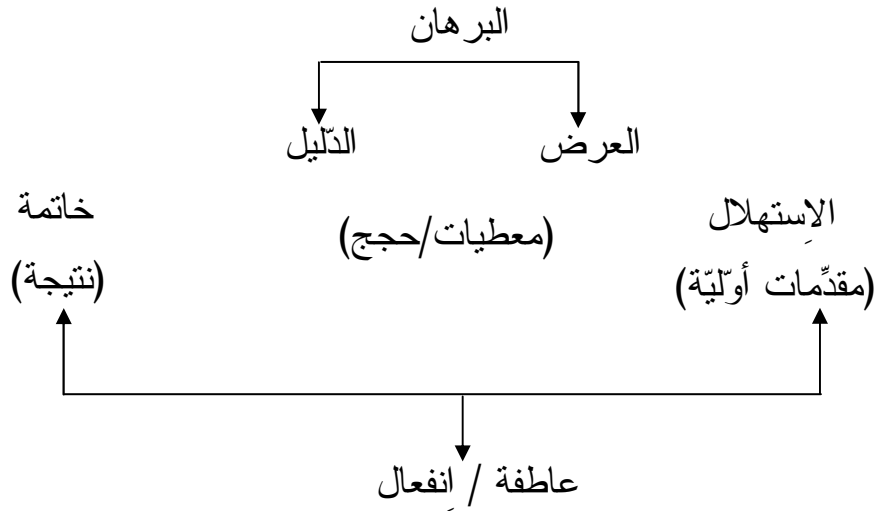 البرهان
العرض
الدّليل
الاِستهلال
(مقدِّمات أوّليّة)
(معطيات/حجج)
خاتمة
(نتيجة)
عاطفة / اِنفعال